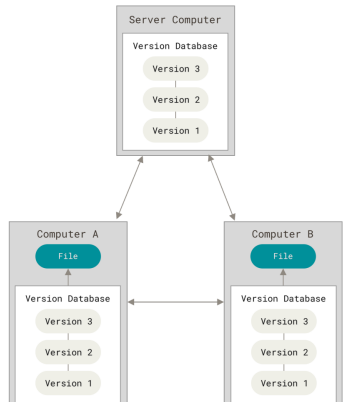 Server Computer
Version Database
Version 3
Version 2
Version 1
Computer A
File
Version Database
Version 3
Version 2
Version 1
Computer B
File
Version Database
Version 3
Version 2
Version 1